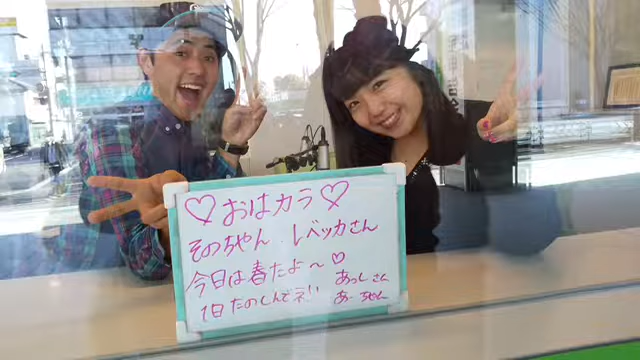 ♡おはカラ♡
そのちゃん.レベッカさん
今日は春だよ～♡
1日たのしんでネ!! あっしさん
あーちゃん